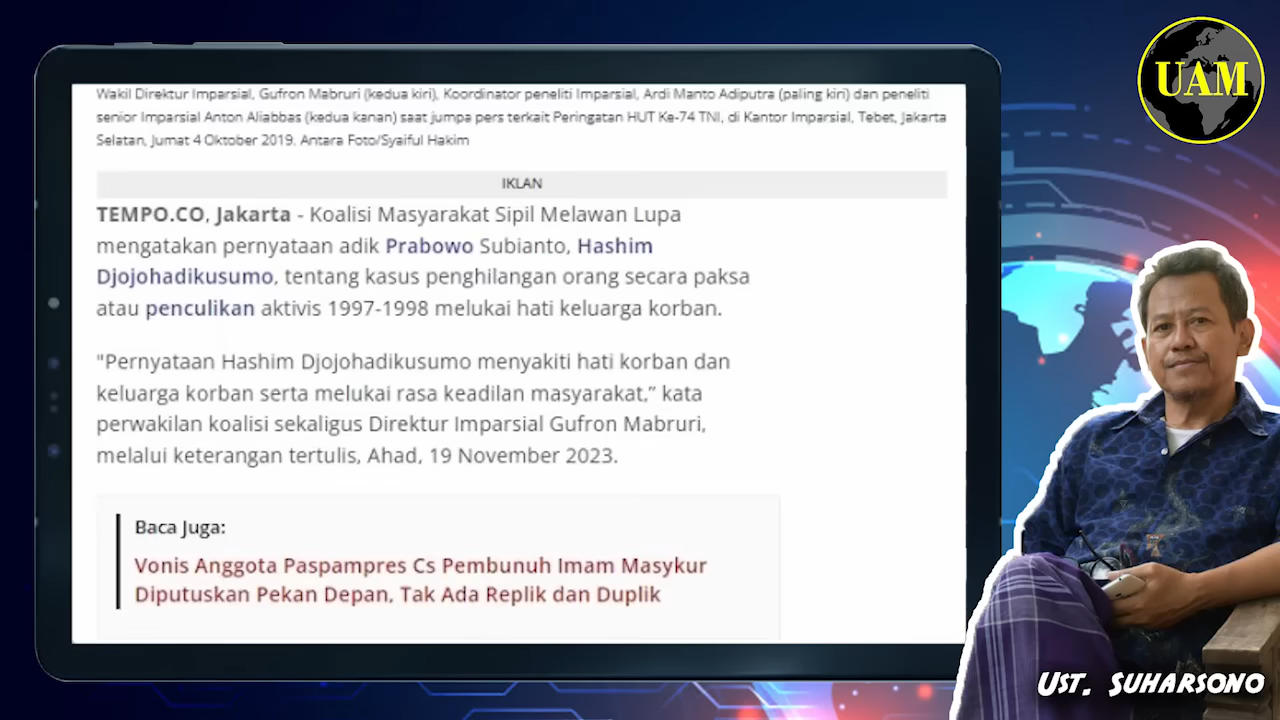 Wakil Direktur Imparsial, Gufron Mabruri (kedua kiri), Koordinator peneliti Imparsial, Ardi Manto Adiputra (paling kiri) dan peneliti
senior Imparsial Anton Aliabbas (kedua kanan) saat jumpa pers terkait Peringatan HUT Ke-74 TNI, di Kantor Imparsial, Tebet, Jakarta
Selatan, Jumat 4 Oktober 2019. Antara Foto/Syaiful Hakim
IKLAN
TEMPO.CO, Jakarta - Koalisi Masyarakat Sipil Melawan Lupa
mengatakan pernyataan adik Prabowo Subianto, Hashim
Djojohadikusumo, tentang kasus penghilangan orang secara paksa
atau penculikan aktivis 1997-1998 melukai hati keluarga korban.
"Pernyataan Hashim Djojohadikusumo menyakiti hati korban dan
keluarga korban serta melukai rasa keadilan masyarakat,” kata
perwakilan koalisi sekaligus Direktur Imparsial Gufron Mabruri,
melalui keterangan tertulis, Ahad, 19 November 2023.
Baca Juga:
Vonis Anggota Paspampres Cs Pembunuh Imam Masykur
Diputuskan Pekan Depan, Tak Ada Replik dan Duplik
UAM
Ust. Suharsono